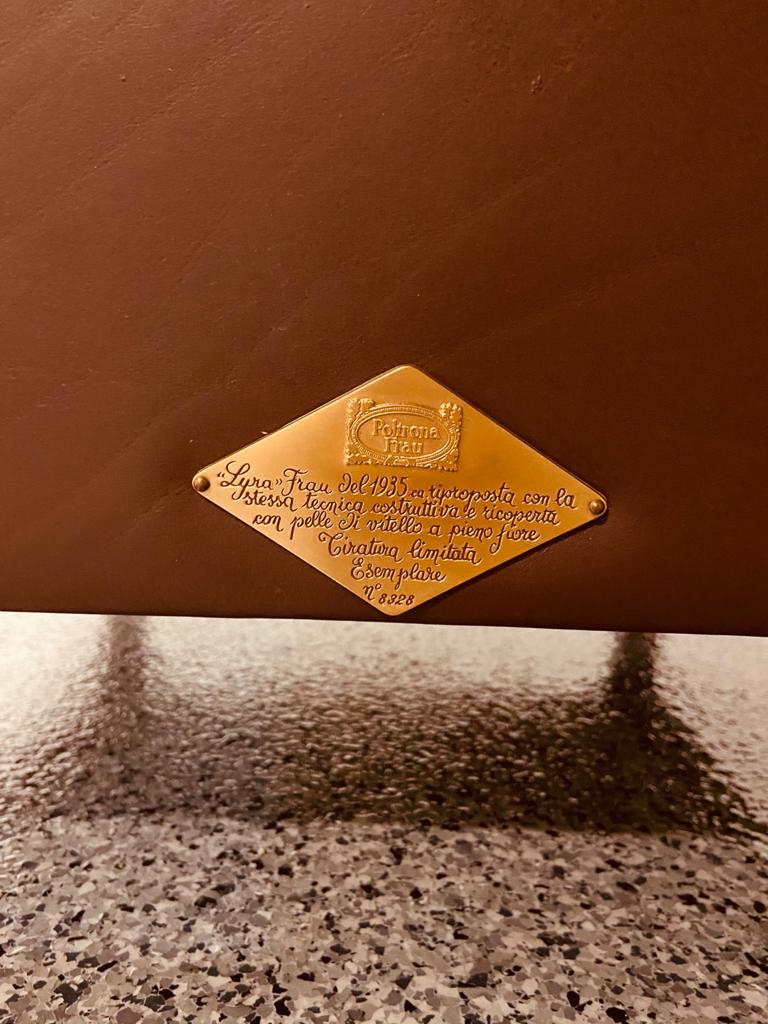 Poltrona
Frau
"Lyra" Frau del 1935 ca riproposta con la
stessa tecnica costruttiva e ricoperta
con pelle di vitello a pieno fiore
Tiratura limitata
Esemplare
n° 8328